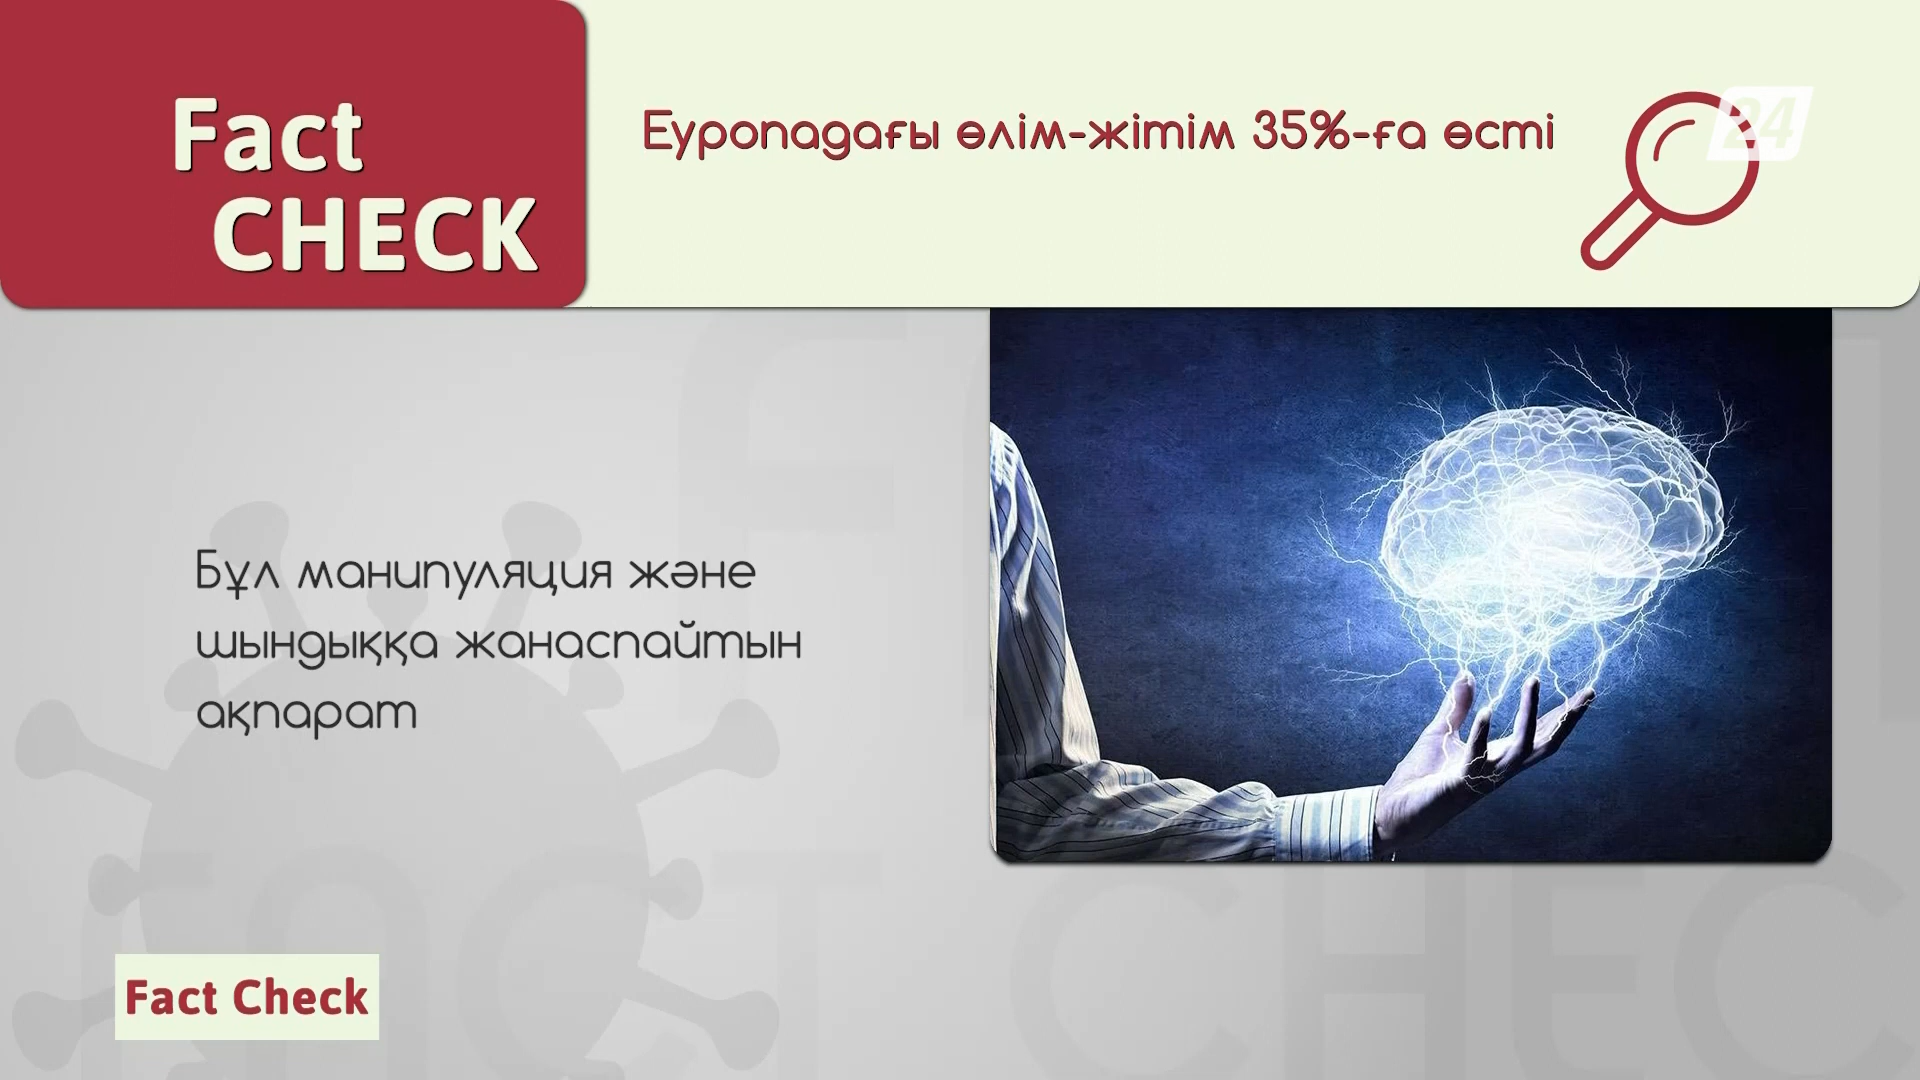 Fact
CHECK
Еуропадағы өлім-жітім 35%-ға өсті
24
Бұл манипуляция және
шындыққа жанаспайтын
ақпарат
Fact Check